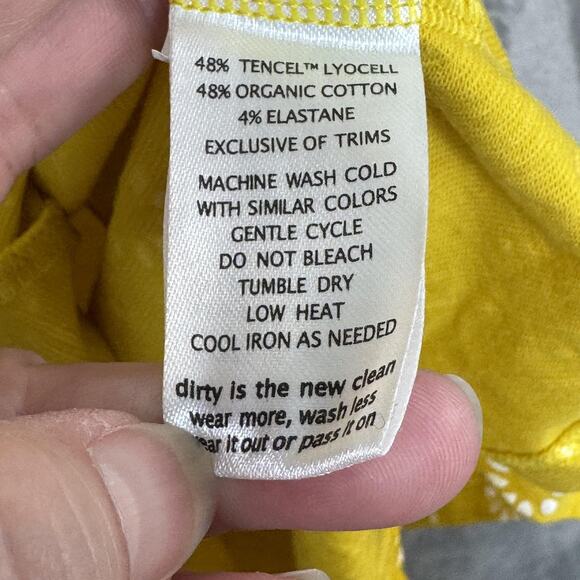 48% TENCEL™ LYOCELL
48% ORGANIC COTTON
4% ELASTANE
EXCLUSIVE OF TRIMS
MACHINE WASH COLD
WITH SIMILAR COLORS
GENTLE CYCLE
DO NOT BLEACH
TUMBLE DRY
LOW HEAT
COOL IRON AS NEEDED
dirty is the new clean
wear more, wash less
it out or pass it on